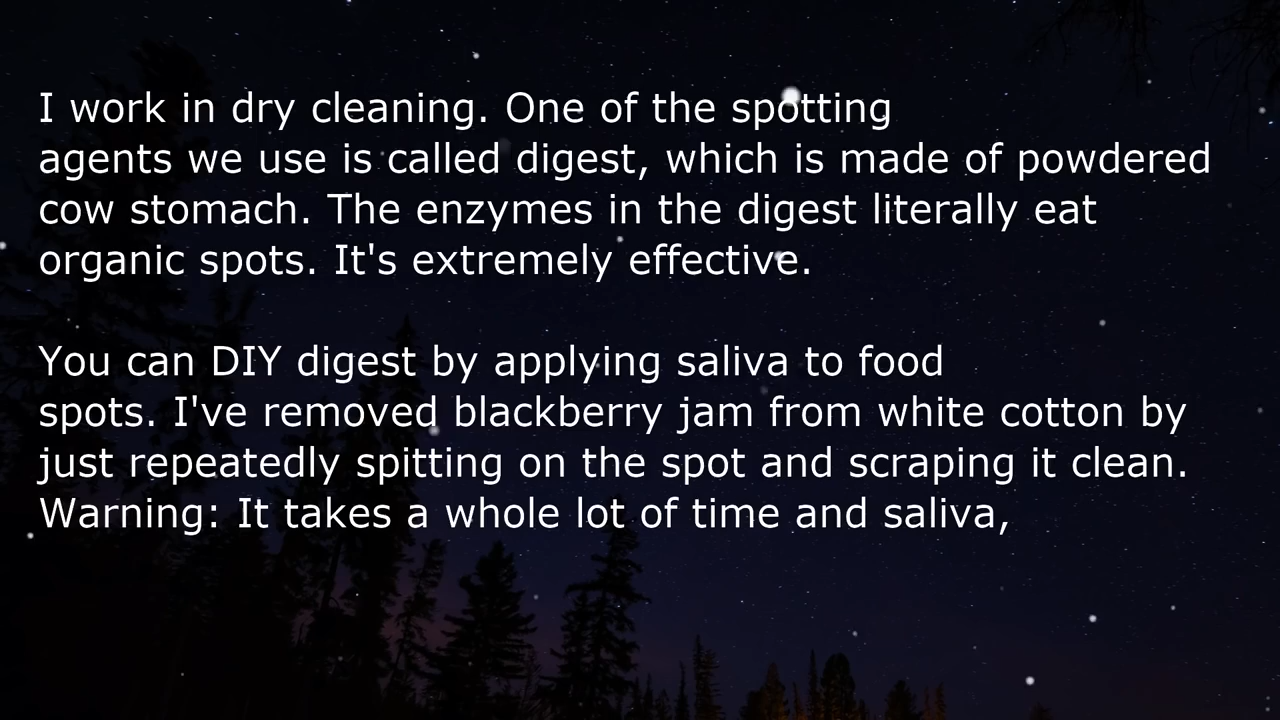 I work in dry cleaning. One of the spotting
agents we use is called digest, which is made of powdered
cow stomach. The enzymes in the digest literally eat
organic spots. It's extremely effective.
You can DIY digest by applying saliva to food
spots. I've removed blackberry jam from white cotton by
just repeatedly spitting on the spot and scraping it clean.
Warning: It takes a whole lot of time and saliva,